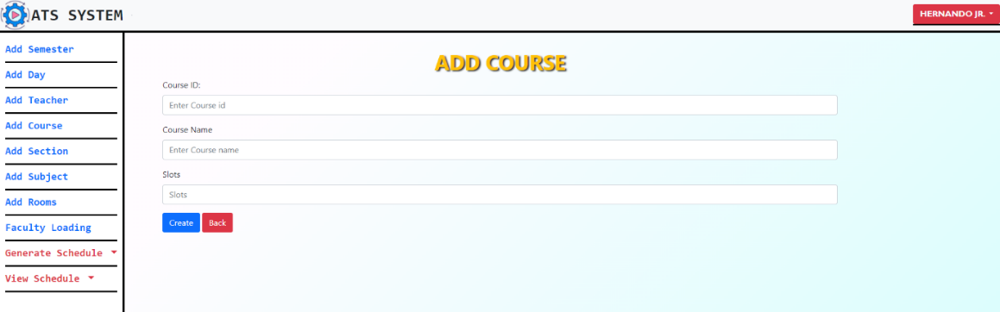 ATS SYSTEM
HERNANDO JR.
Add Semester
Add Day
Add Teacher
Add Course
Add Section
Add Subject
Add Rooms
Faculty Loading
Generate Schedule
View Schedule
ADD COURSE
Course ID:
Enter Course id
Course Name
Enter Course name
Slots
Slots
Create Back